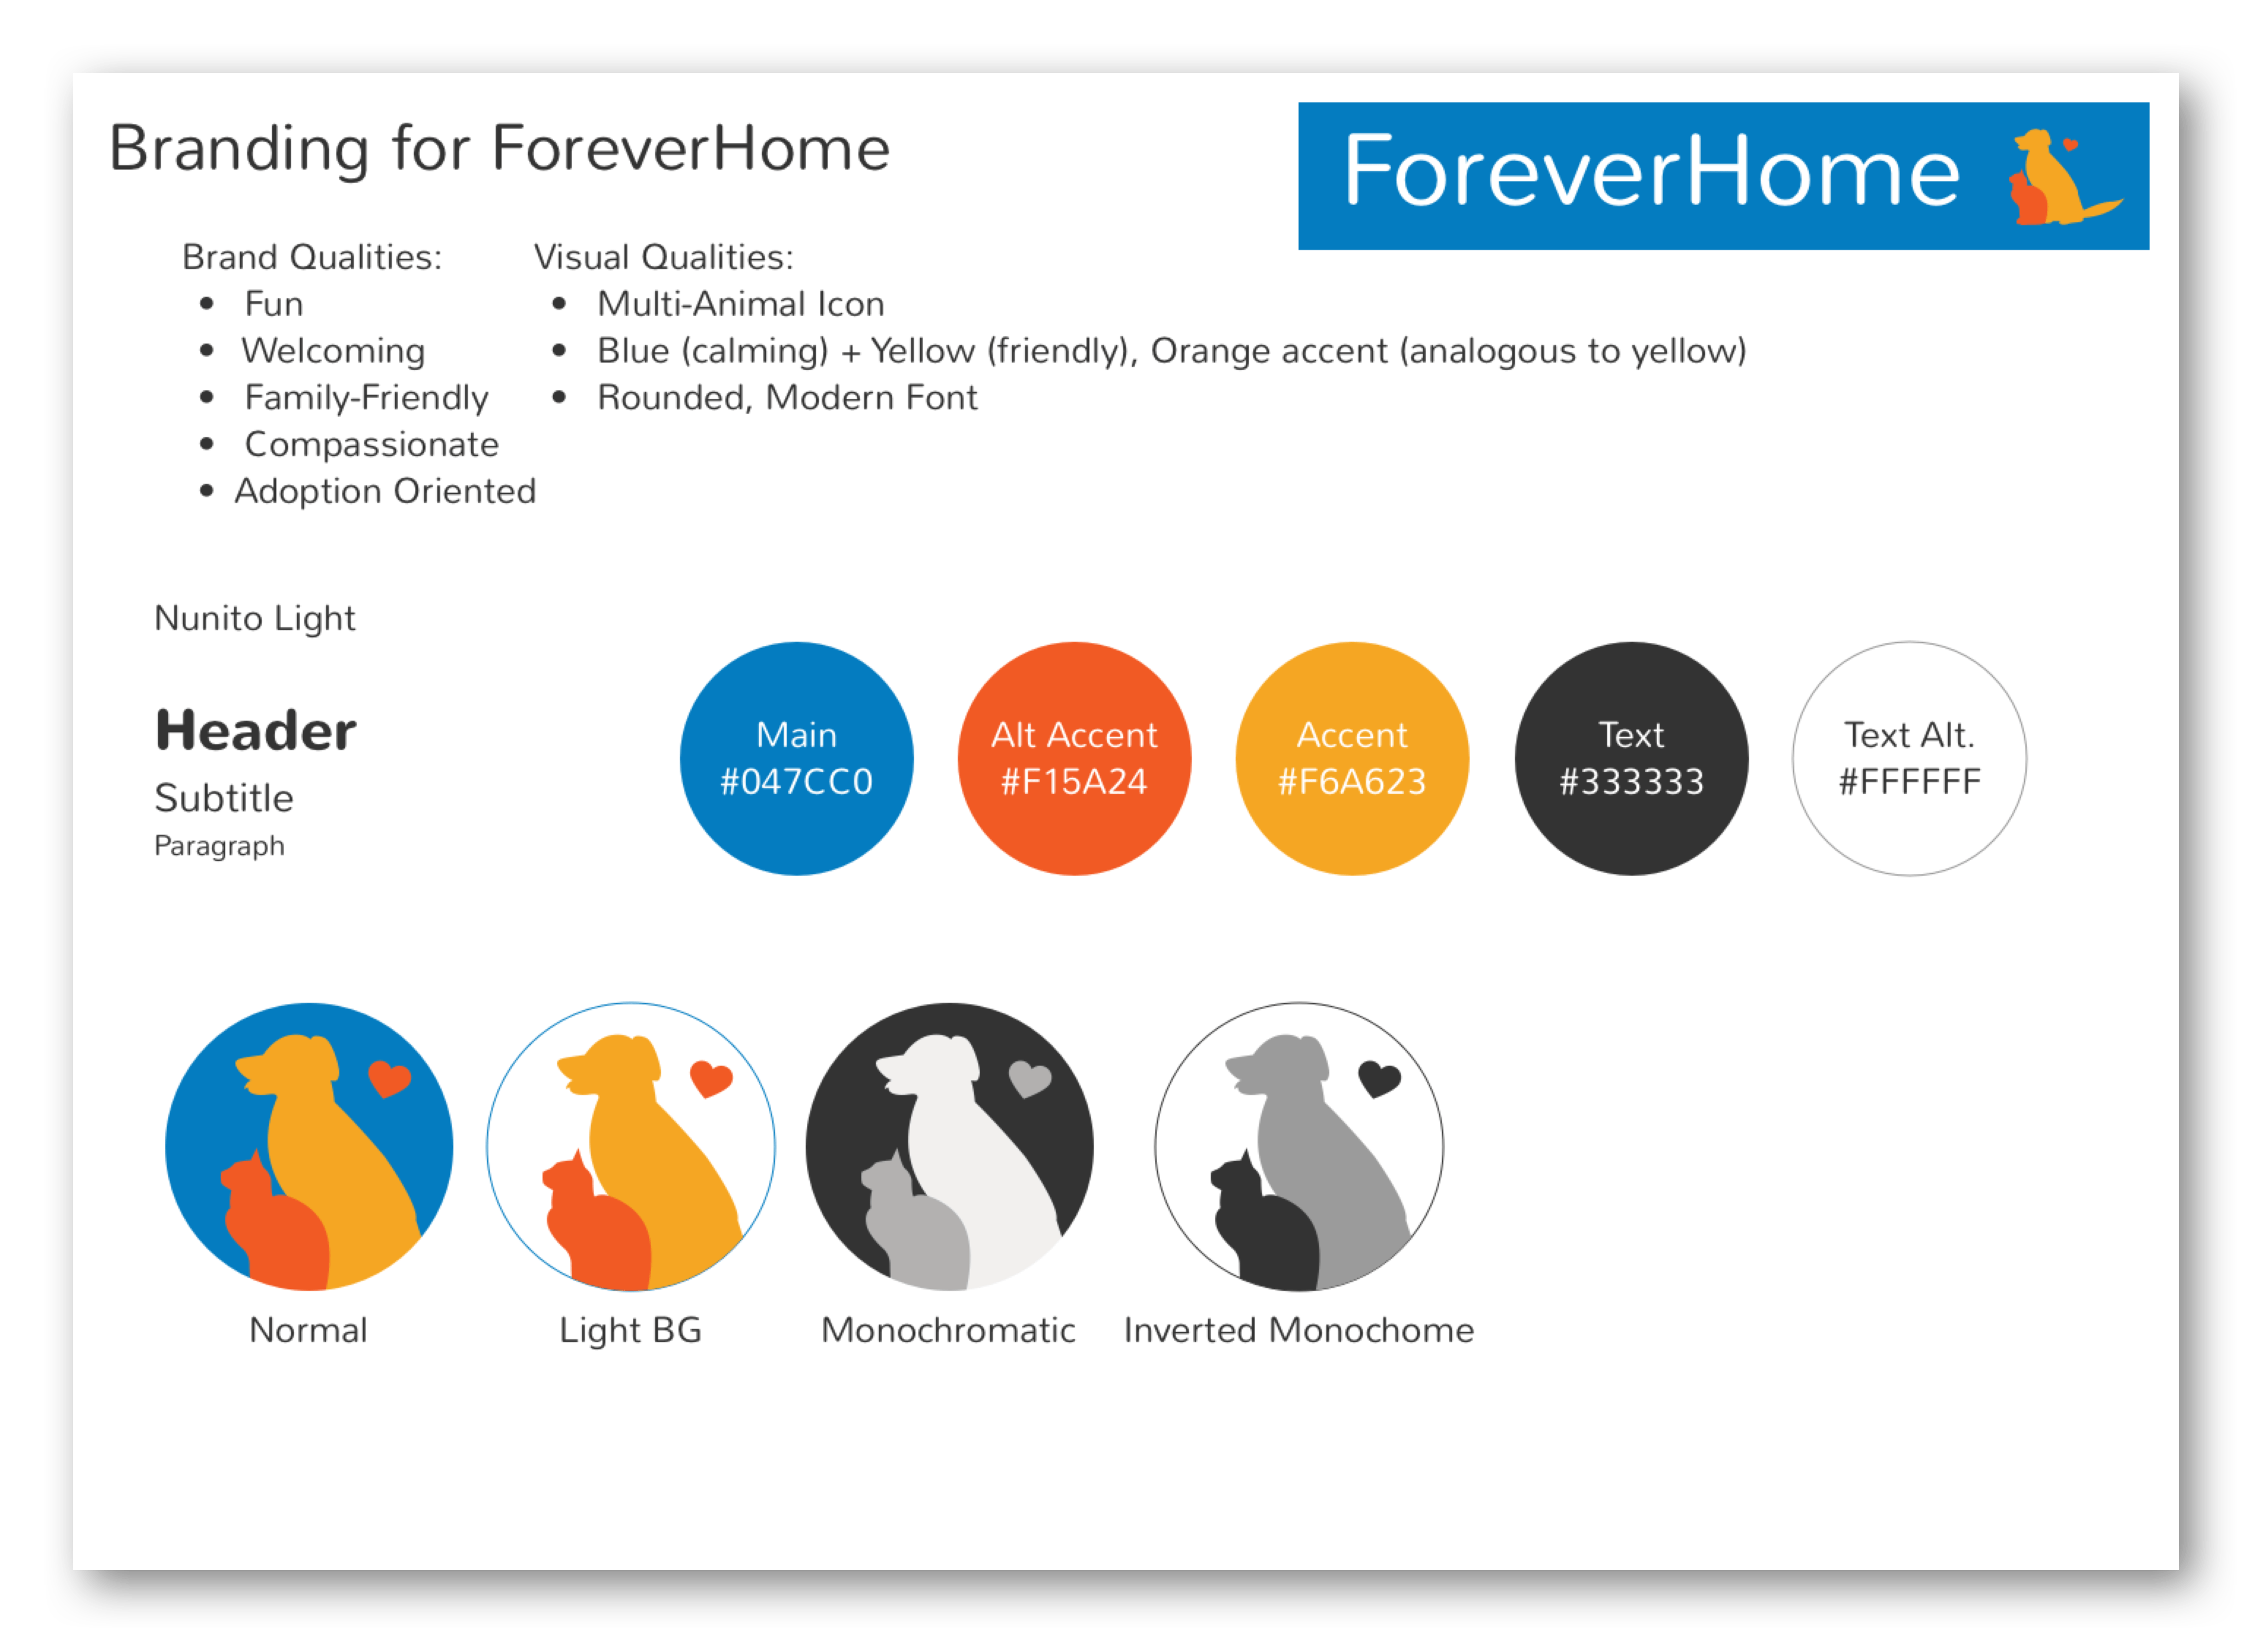 Branding for ForeverHome
ForeverHome
Brand Qualities:
• Fun
• Welcoming
• Family-Friendly
• Compassionate
• Adoption Oriented
Visual Qualities:
• Multi-Animal Icon
• Blue (calming) + Yellow (friendly), Orange accent (analogous to yellow)
• Rounded, Modern Font
Nunito Light
Header
Subtitle
Paragraph
Main
#047CC0
Alt Accent
#F15A24
Accent
#F6A623
Text
#333333
Text Alt.
#FFFFFF
Normal
Light BG
Monochromatic
Inverted Monochome